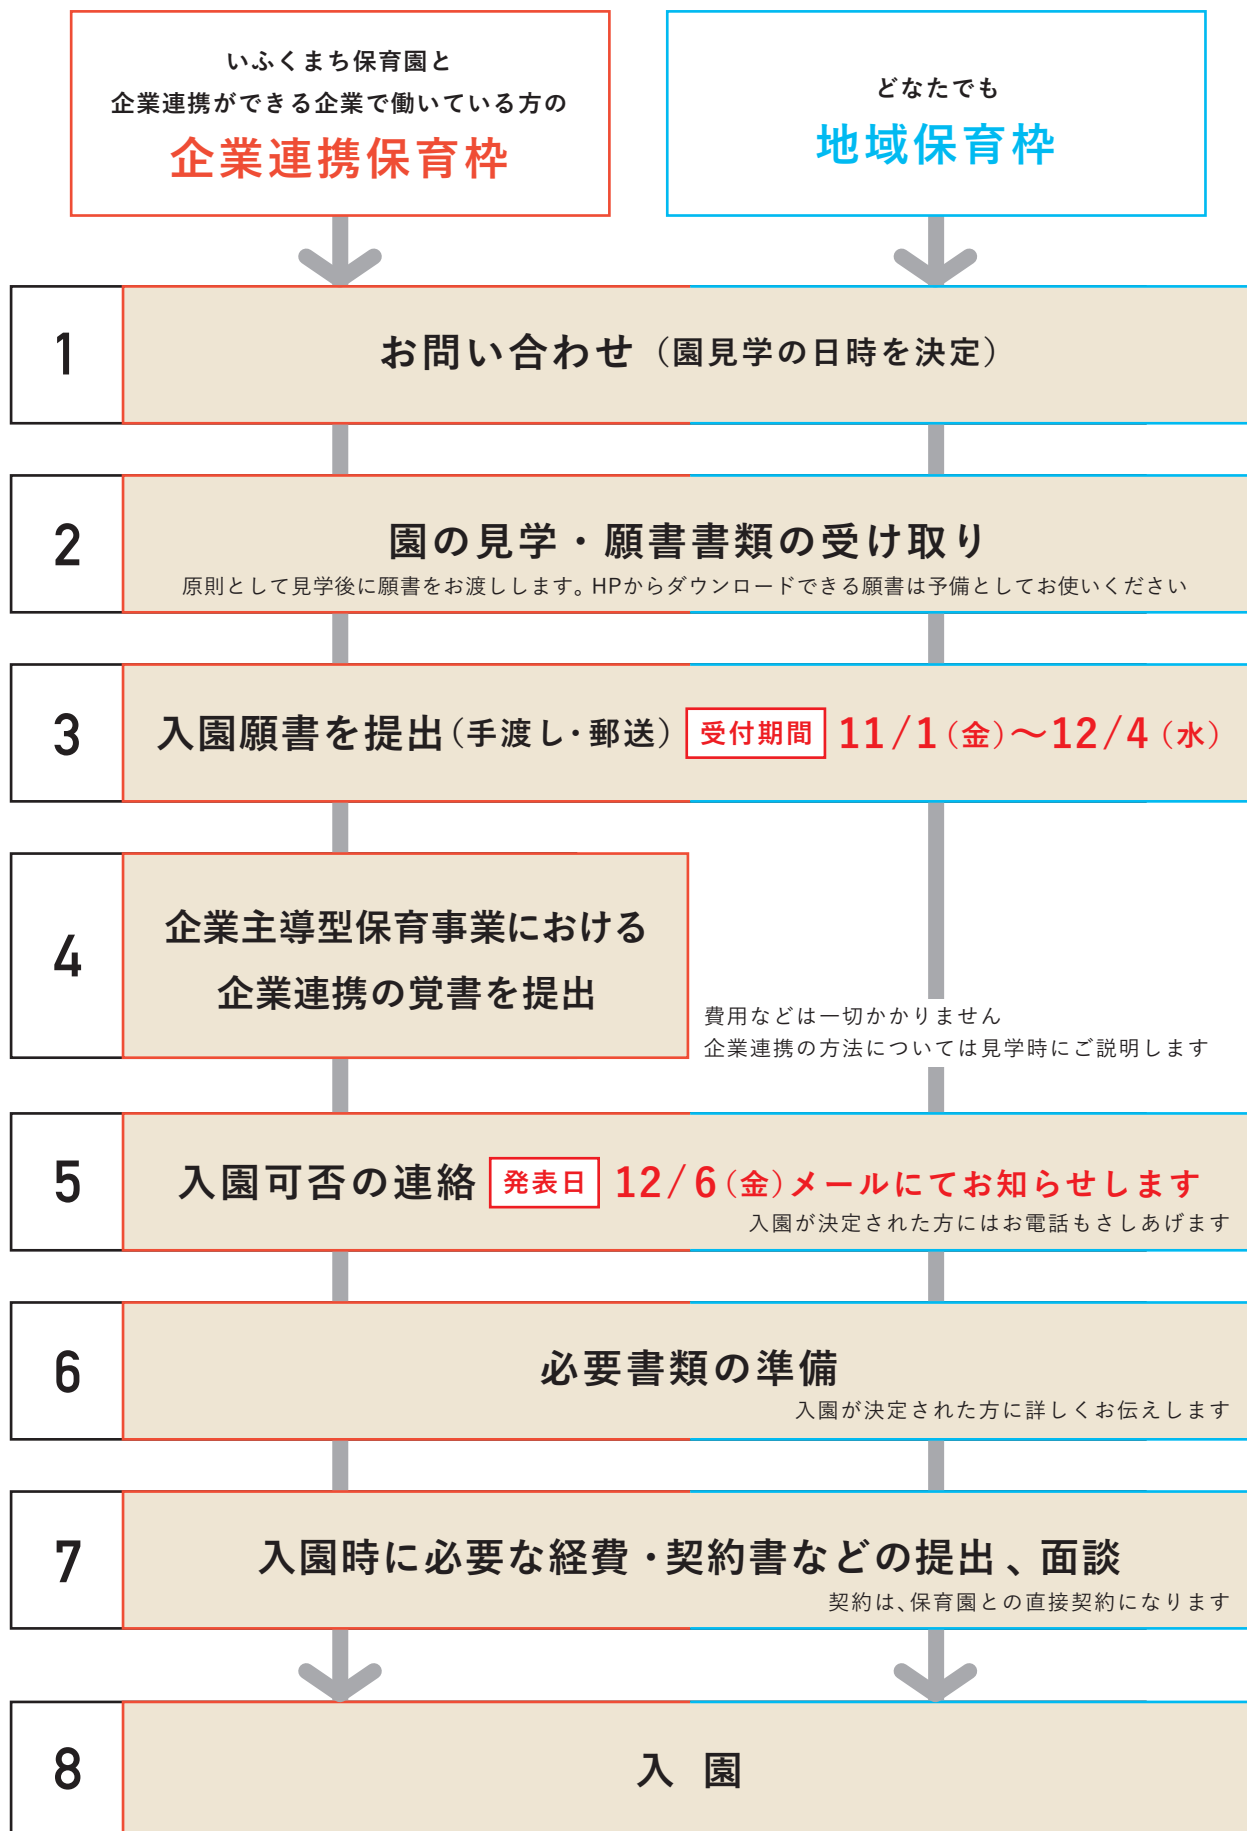 いふくまち保育園と
企業連携ができる企業で働いている方の
企業連携保育枠
どなたでも
地域保育枠
1
お問い合わせ（園見学の日時を決定）
2
園の見学・願書書類の受け取り
原則として見学後に願書をお渡しします。HPからダウンロードできる願書は予備としてお使いください
3
入園願書を提出（手渡し・郵送） 受付期間 11/1（金）〜12/4（水）
4
企業主導型保育事業における
企業連携の覚書を提出
費用などは一切かかりません
企業連携の方法については見学時にご説明します
5
入園可否の連絡 発表日 12/6（金）メールにてお知らせします
入園が決定された方にはお電話もさしあげます
6
必要書類の準備
入園が決定された方に詳しくお伝えします
7
入園時に必要な経費・契約書などの提出、面談
契約は、保育園との直接契約になります
8
入 園